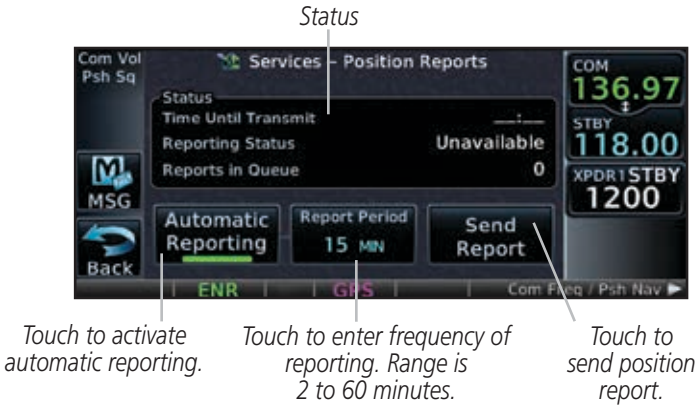 Status
Com Vol
Psh Sq
Services – Position Reports
Status
Time Until Transmit __:__
Reporting Status Unavailable
Reports in Queue 0
MSG
Back
Automatic
Reporting
Report Period
15 MIN
Send
Report
COM
136.97
STBY
118.00
XPDR1 STBY
1200
ENR
GPS
Com Freq / Psh Nav
Touch to activate
automatic reporting.
Touch to enter frequency of
reporting. Range is
2 to 60 minutes.
Touch to
send position
report.